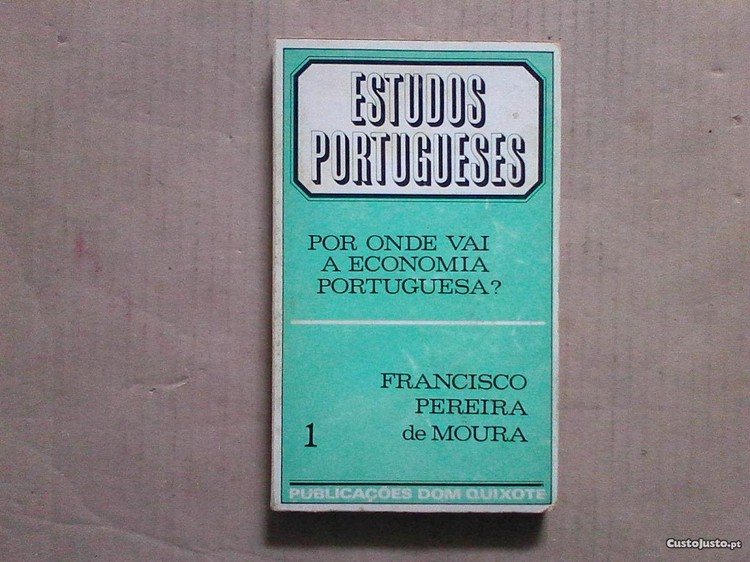 ESTUDOS
PORTUGUESES
POR ONDE VAI
A ECONOMIA
PORTUGUESA?
FRANCISCO
PEREIRA
de MOURA
1
PUBLICAÇÕES DOM QUIXOTE
CustoJusto.pt